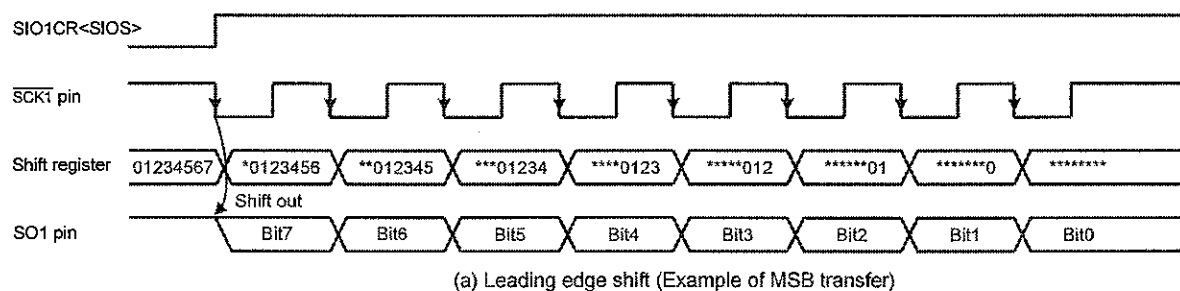 SIO1CR<SIOS>
SCK1 pin
Shift register 01234567 *0123456 **012345 ***01234 ****0123 *****012 ******01 *******0 ********
Shift out
SO1 pin Bit7 Bit6 Bit5 Bit4 Bit3 Bit2 Bit1 Bit0
(a) Leading edge shift (Example of MSB transfer)